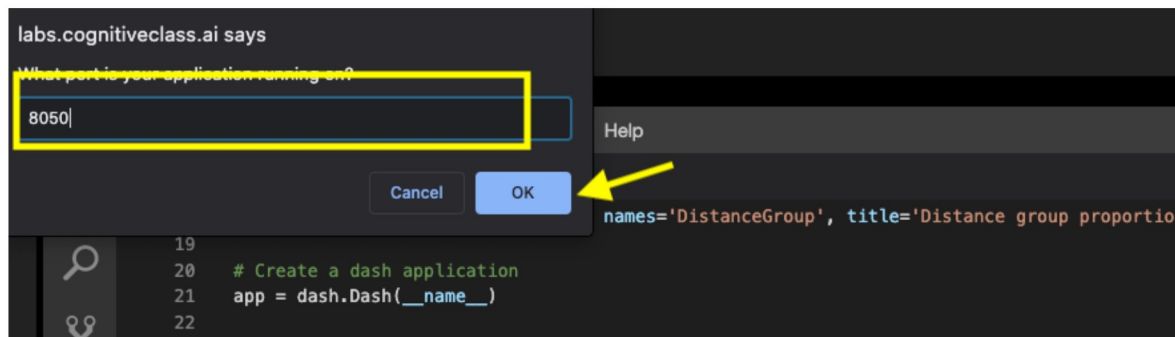 labs.cognitiveclass.ai says
What port is your application running on?
8050
Cancel
OK
Help
names='DistanceGroup', title='Distance group proportio
19
20 # Create a dash application
21 app = dash.Dash(__name__)
22